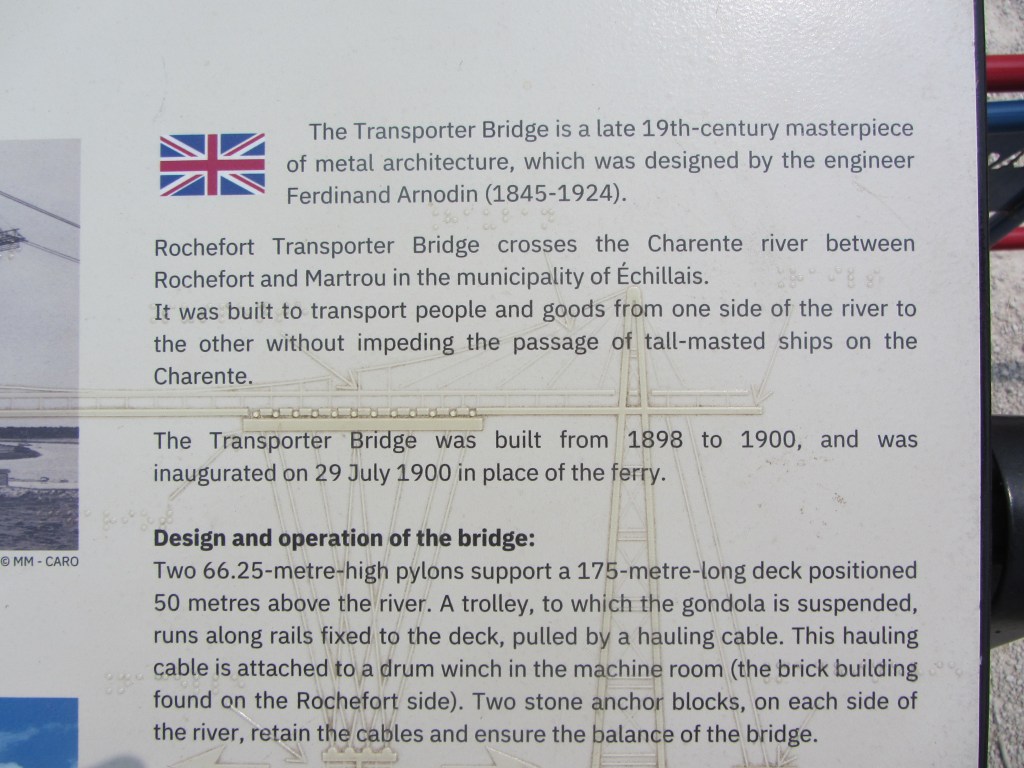 The Transporter Bridge is a late 19th-century masterpiece
of metal architecture, which was designed by the engineer
Ferdinand Arnodin (1845-1924).
Rochefort Transporter Bridge crosses the Charente river between
Rochefort and Martrou in the municipality of Échillais.
It was built to transport people and goods from one side of the river to
the other without impeding the passage of tall-masted ships on the
Charente.
The Transporter Bridge was built from 1898 to 1900, and was
inaugurated on 29 July 1900 in place of the ferry.
© MM - CARO
Design and operation of the bridge:
Two 66.25-metre-high pylons support a 175-metre-long deck positioned
50 metres above the river. A trolley, to which the gondola is suspended,
runs along rails fixed to the deck, pulled by a hauling cable. This hauling
cable is attached to a drum winch in the machine room (the brick building
found on the Rochefort side). Two stone anchor blocks, on each side of
the river, retain the cables and ensure the balance of the bridge.